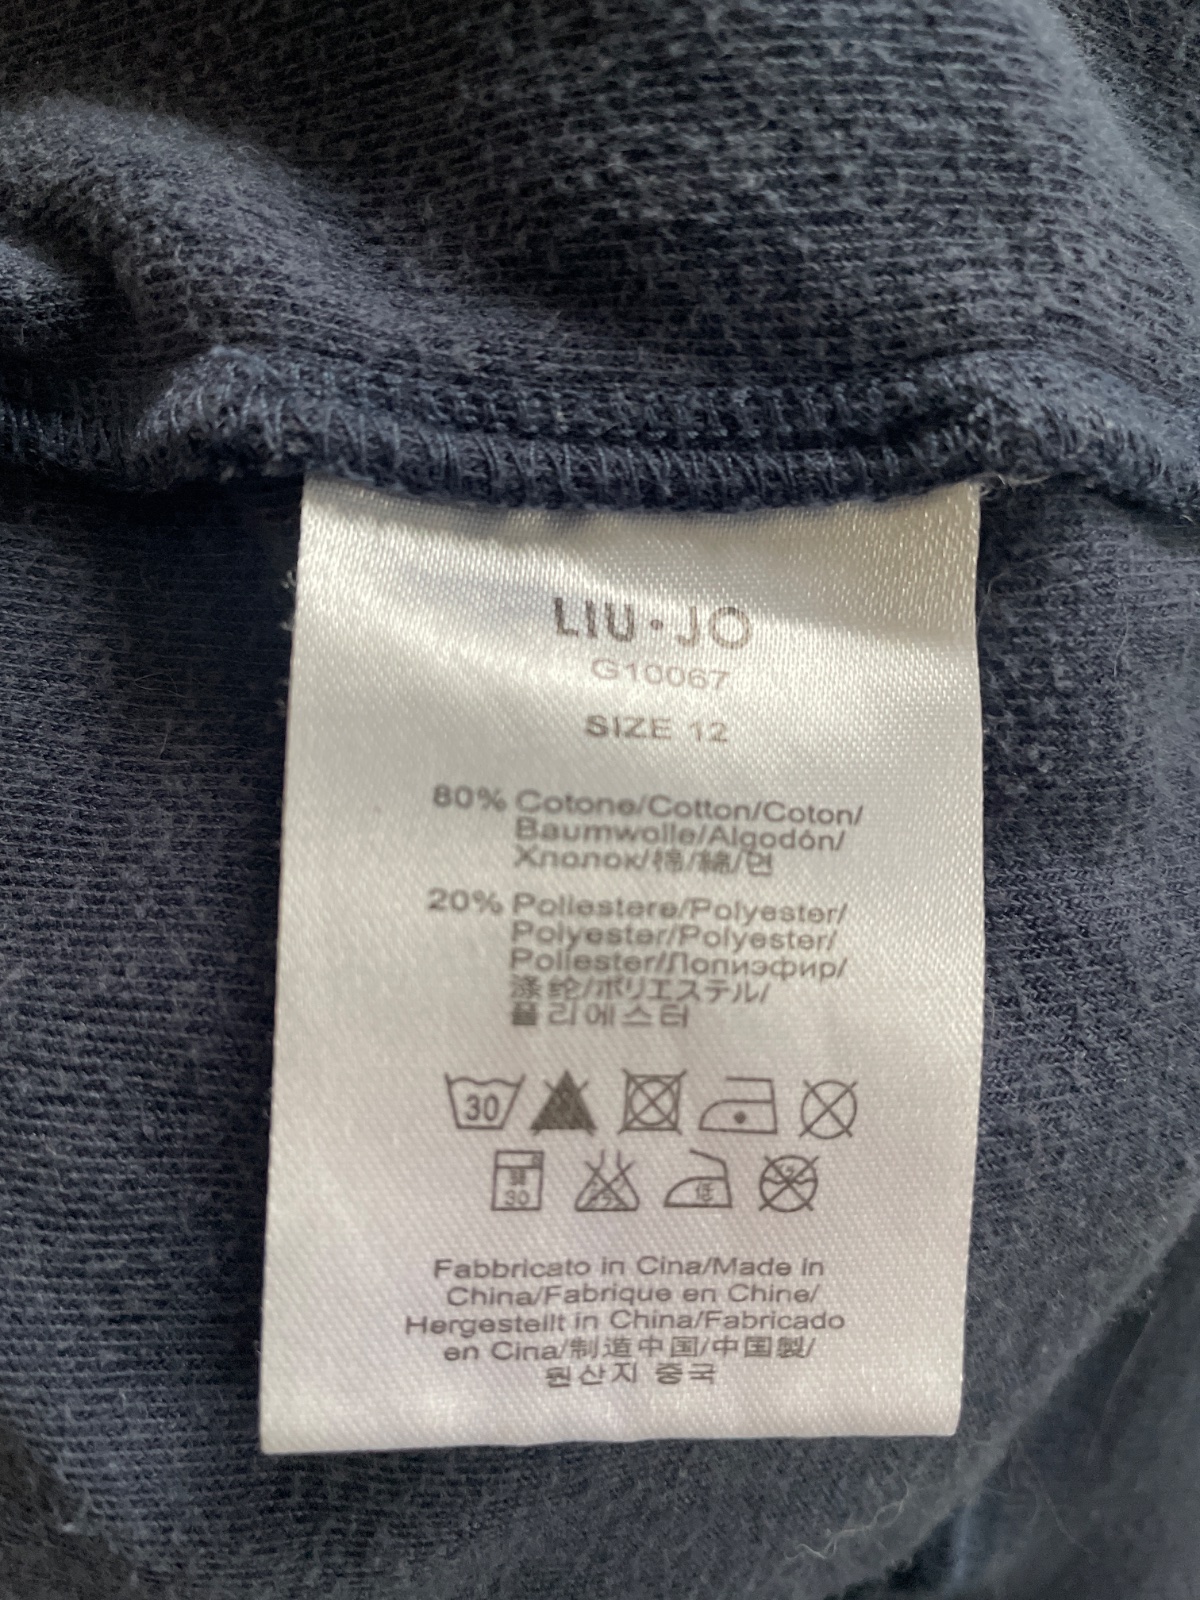 LIU·JO
G10067
SIZE 12
80% Cotone/Cotton/Coton/
Baumwolle/Algodón/
Хлопок/棉/綿/면
20% Poliestere/Polyester/
Polyester/Polyester/
Poliester/Полиэфир/
涤纶/ポリエステル/
폴리에스터
30
30
低
Fabbricato in Cina/Made in
China/Fabrique en Chine/
Hergestellt in China/Fabricado
en Cina/制造中国/中国製/
원산지 중국